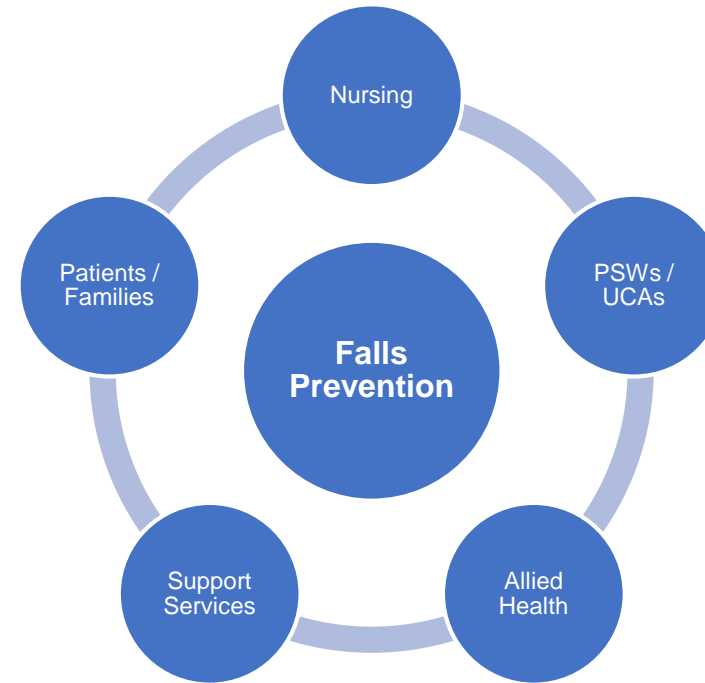 Nursing
Patients /
Families
PSWs /
UCAs
Falls
Prevention
Support
Services
Allied
Health